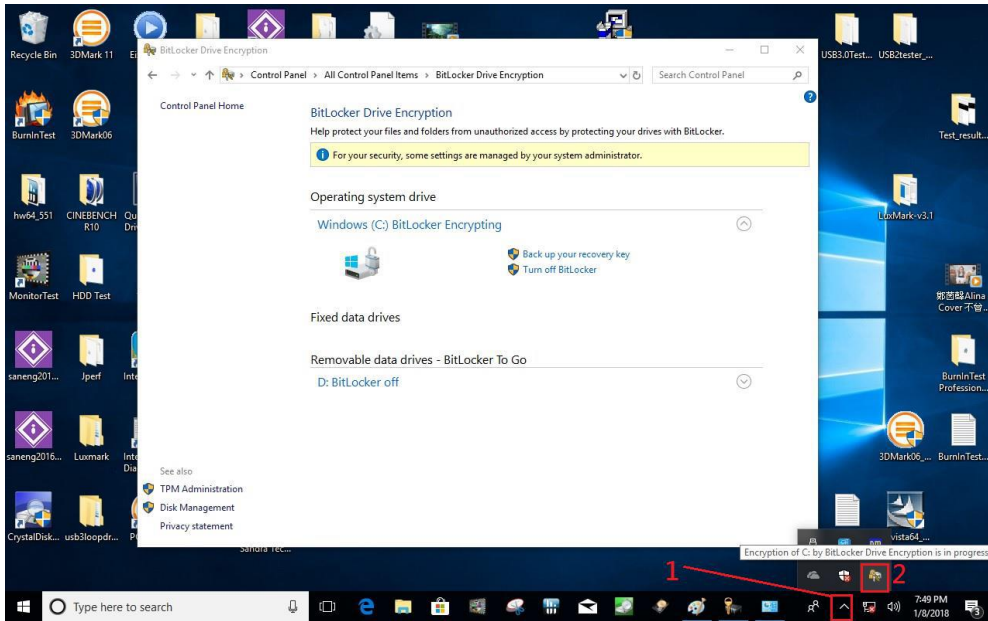 Recycle Bin
3DMark 11
USB3.0Test...
USB2tester_...
BitLocker Drive Encryption
Control Panel > All Control Panel Items > BitLocker Drive Encryption
Search Control Panel
Control Panel Home
BitLocker Drive Encryption
Help protect your files and folders from unauthorized access by protecting your drives with BitLocker.
For your security, some settings are managed by your system administrator.
Operating system drive
Windows (C:) BitLocker Encrypting
Back up your recovery key
Turn off BitLocker
Fixed data drives
Removable data drives - BitLocker To Go
D: BitLocker off
See also
TPM Administration
Disk Management
Privacy statement
BurnInTest
3DMark06
Test_result...
hw64_551
CINEBENCH
R10
LuxMark-v3.1
MonitorTest
HDD Test
Alina
Cover
saneng201...
Jperf
BurnInTest
Profession...
saneng2016...
Luxmark
3DMark06_...
BurnInTest...
CrystalDisk...
usb3loopdr...
vista64_...
Sandra Tec...
Encryption of C: by BitLocker Drive Encryption is in progress
1
2
Type here to search
7:49 PM
1/8/2018
3